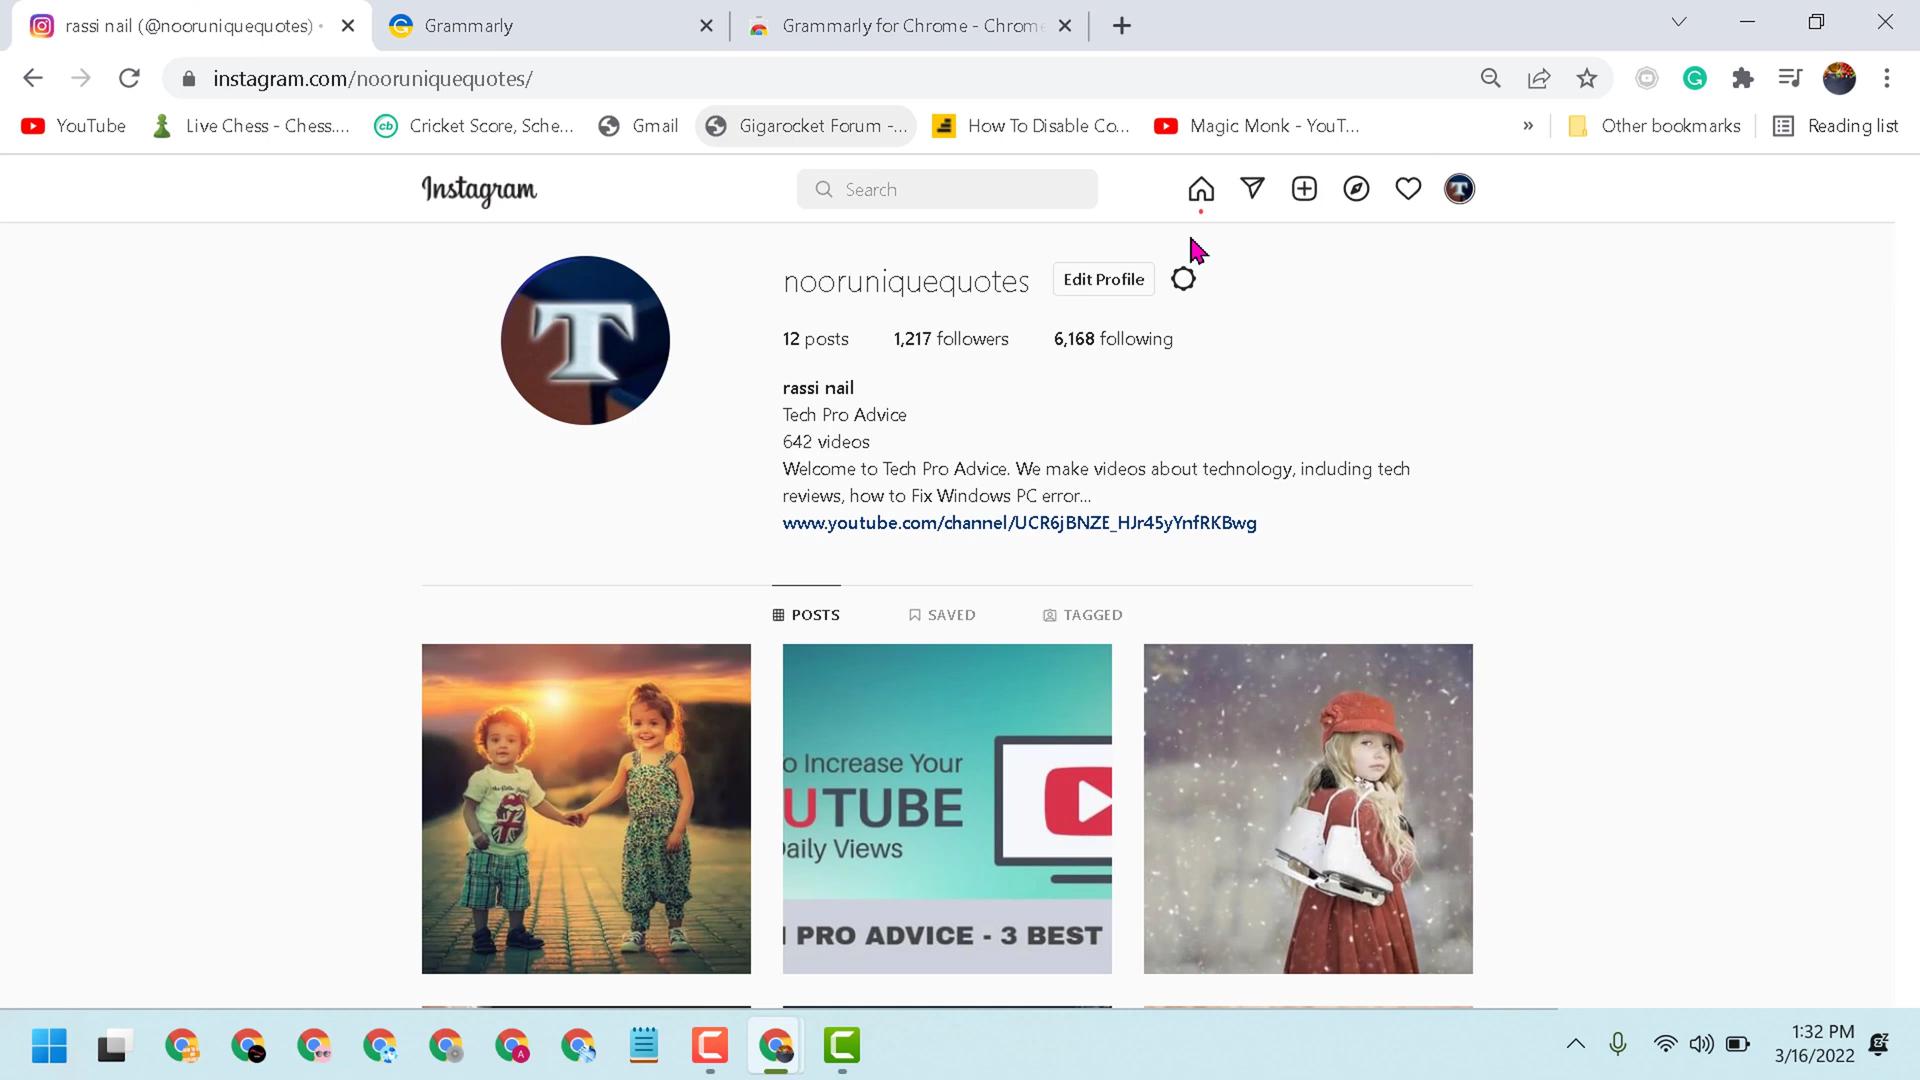 rassi nail (@nooruniquequotes) •
Grammarly
Grammarly for Chrome - Chrome
instagram.com/nooruniquequotes/
YouTube
Live Chess - Chess....
Cricket Score, Sche...
Gmail
Gigarocket Forum -...
How To Disable Co...
Magic Monk - YouT...
»
Other bookmarks
Reading list
Instagram
Search
nooruniquequotes
Edit Profile
12 posts
1,217 followers
6,168 following
rassi nail
Tech Pro Advice
642 videos
Welcome to Tech Pro Advice. We make videos about technology, including tech
reviews, how to Fix Windows PC error...
www.youtube.com/channel/UCR6jBNZE_HJr45yYnfRKBwg
POSTS
SAVED
TAGGED
o Increase Your
UTUBE
Daily Views
PRO ADVICE - 3 BEST
1:32 PM
3/16/2022